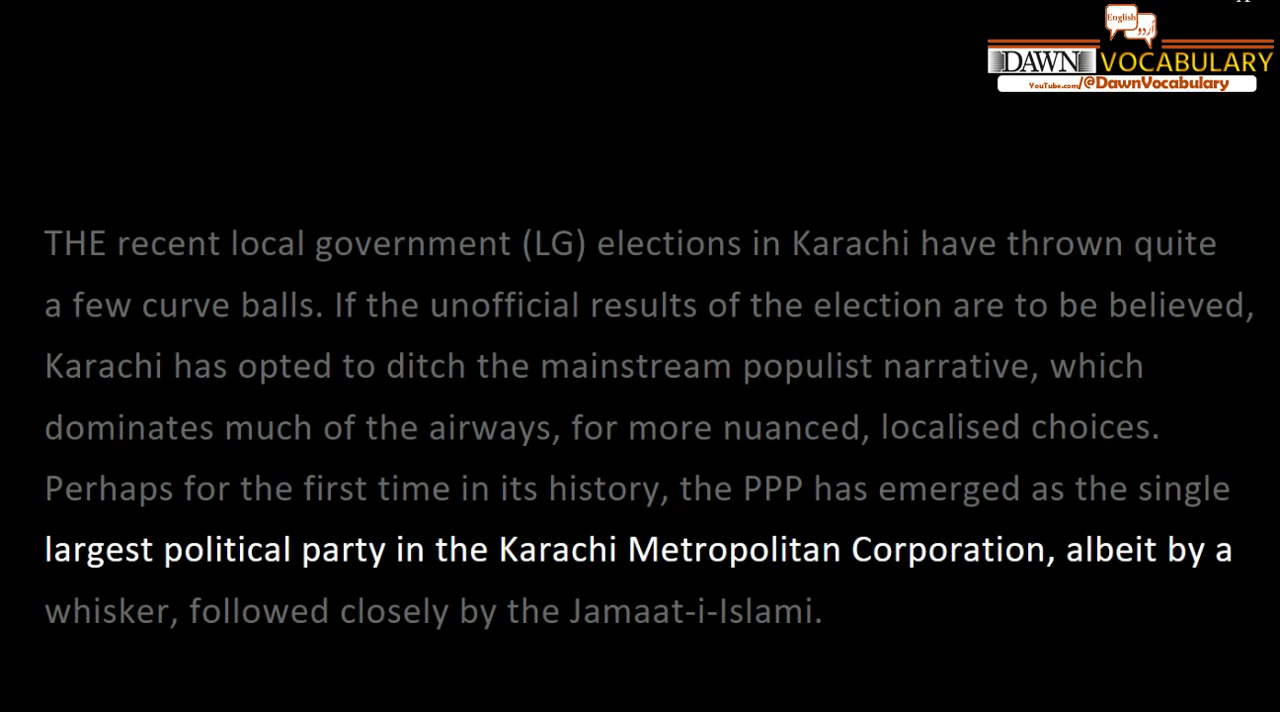 English
اُردو
DAWN VOCABULARY
YouTube.com/@DawnVocabulary
THE recent local government (LG) elections in Karachi have thrown quite
a few curve balls. If the unofficial results of the election are to be believed,
Karachi has opted to ditch the mainstream populist narrative, which
dominates much of the airways, for more nuanced, localised choices.
Perhaps for the first time in its history, the PPP has emerged as the single
largest political party in the Karachi Metropolitan Corporation, albeit by a
whisker, followed closely by the Jamaat-i-Islami.